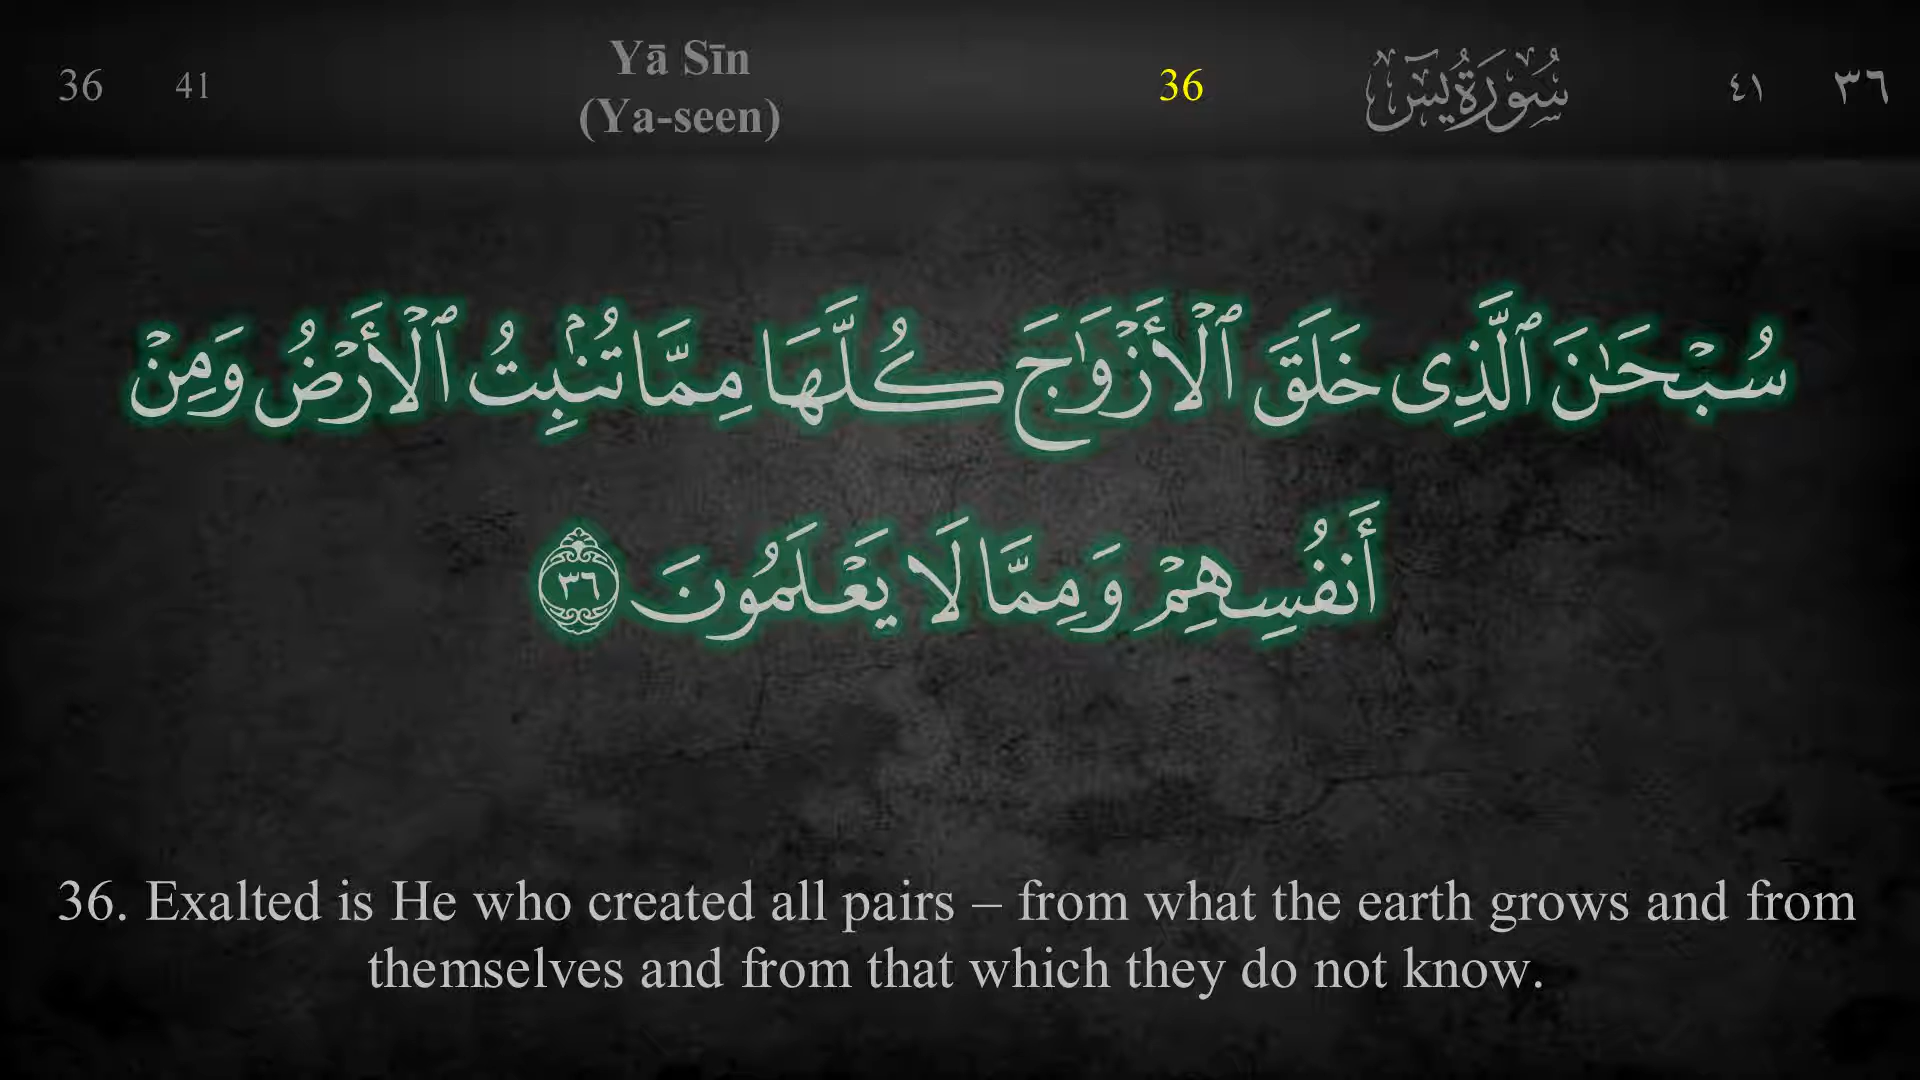 36 41 Yā Sīn 36 سُورَةُ يسٓ ٤١ ٣٦
(Ya-seen)
سُبْحَـٰنَ ٱلَّذِى خَلَقَ ٱلْأَزْوَٰجَ كُلَّهَا مِمَّا تُنۢبِتُ ٱلْأَرْضُ وَمِنْ
أَنفُسِهِمْ وَمِمَّا لَا يَعْلَمُونَ ٣٦
36. Exalted is He who created all pairs – from what the earth grows and from
themselves and from that which they do not know.